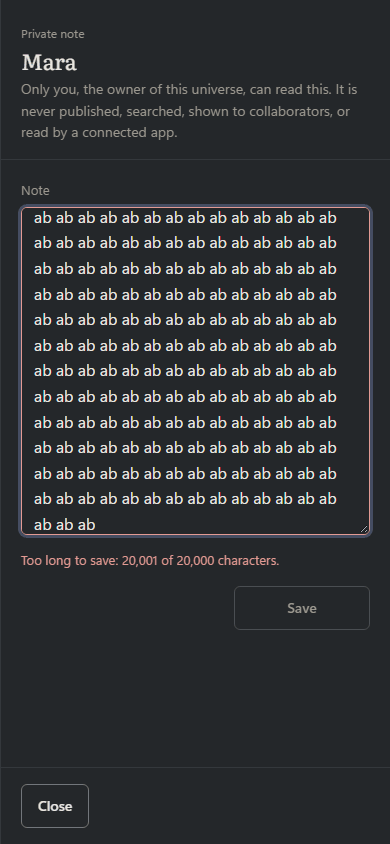 Private note
Mara
Only you, the owner of this universe, can read this. It is
never published, searched, shown to collaborators, or
read by a connected app.
Note
ab ab ab ab ab ab ab ab ab ab ab ab ab ab
ab ab ab ab ab ab ab ab ab ab ab ab ab ab
ab ab ab ab ab ab ab ab ab ab ab ab ab ab
ab ab ab ab ab ab ab ab ab ab ab ab ab ab
ab ab ab ab ab ab ab ab ab ab ab ab ab ab
ab ab ab ab ab ab ab ab ab ab ab ab ab ab
ab ab ab ab ab ab ab ab ab ab ab ab ab ab
ab ab ab ab ab ab ab ab ab ab ab ab ab ab
ab ab ab ab ab ab ab ab ab ab ab ab ab ab
ab ab ab ab ab ab ab ab ab ab ab ab ab ab
ab ab ab ab ab ab ab ab ab ab ab ab ab ab
ab ab ab ab ab ab ab ab ab ab ab ab ab ab
ab ab ab
Too long to save: 20,001 of 20,000 characters.
Save
Close